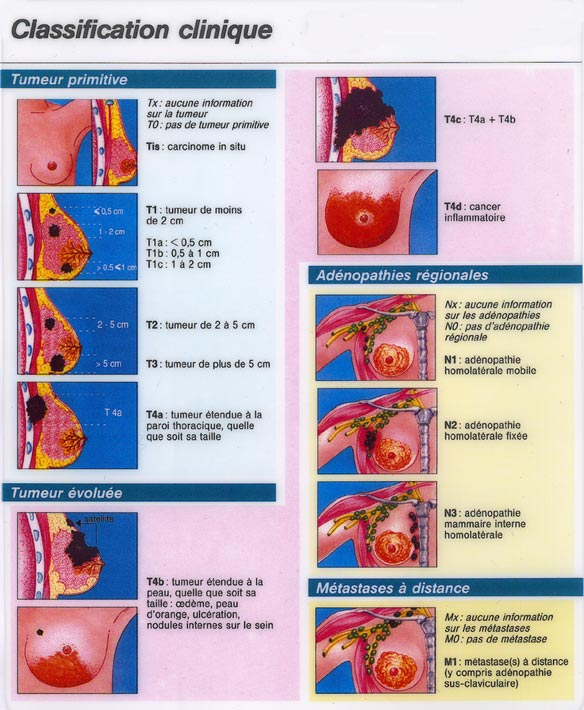 Classification clinique
Tumeur primitive
Tx : aucune information
sur la tumeur
T0 : pas de tumeur primitive
Tis : carcinome in situ
⩽ 0,5 cm
1 - 2 cm
> 0.5 ⩽ 1 cm
T1 : tumeur de moins
de 2 cm
T1a : < 0,5 cm
T1b : 0,5 à 1 cm
T1c : 1 à 2 cm
2 - 5 cm
> 5 cm
T2 : tumeur de 2 à 5 cm
T3 : tumeur de plus de 5 cm
T 4a
T4a : tumeur étendue à la
paroi thoracique, quelle
que soit sa taille
Tumeur évoluée
satellite
T4b : tumeur étendue à la
peau, quelle que soit sa
taille : œdème, peau
d'orange, ulcération,
nodules internes sur le sein
T4c : T4a + T4b
T4d : cancer
inflammatoire
Adénopathies régionales
Nx : aucune information
sur les adénopathies
N0 : pas d'adénopathie
régionale
N1 : adénopathie
homolatérale mobile
N2 : adénopathie
homolatérale fixée
N3 : adénopathie
mammaire interne
homolatérale
Métastases à distance
Mx : aucune information
sur les métastases
M0 : pas de métastase
M1 : métastase(s) à distance
(y compris adénopathie
sus-claviculaire)